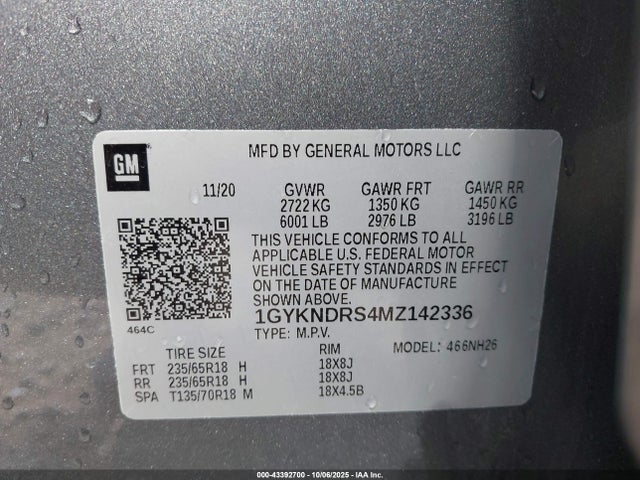 GM
MFD BY GENERAL MOTORS LLC
11/20 GVWR GAWR FRT GAWR RR
2722 KG 1350 KG 1450 KG
6001 LB 2976 LB 3196 LB
THIS VEHICLE CONFORMS TO ALL
APPLICABLE U.S. FEDERAL MOTOR
VEHICLE SAFETY STANDARDS IN EFFECT
ON THE DATE OF MANUFACTURE
SHOWN ABOVE.
464C
1GYKNDRS4MZ142336
TYPE: M.P.V. MODEL: 466NH26
TIRE SIZE RIM
FRT 235/65R18 H 18X8J
RR 235/65R18 H 18X8J
SPA T135/70R18 M 18X4.5B
000-43392700 - 10/06/2025 - IAA Inc.